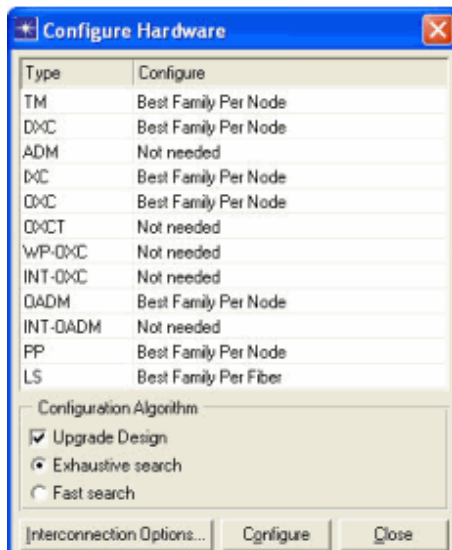 Configure Hardware
Type Configure
TM Best Family Per Node
DXC Best Family Per Node
ADM Not needed
IXC Best Family Per Node
OXC Best Family Per Node
OXCT Not needed
WP-OXC Not needed
INT-OXC Not needed
OADM Best Family Per Node
INT-OADM Not needed
PP Best Family Per Node
LS Best Family Per Fiber
Configuration Algorithm
Upgrade Design
Exhaustive search
Fast search
Interconnection Options... Configure Close